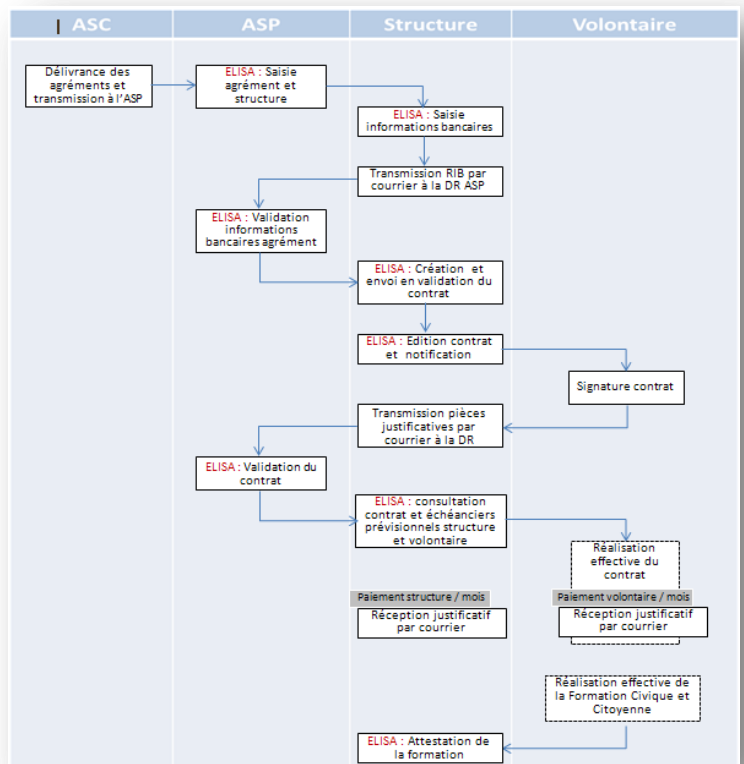 | ASC
ASP
Structure
Volontaire
Délivrance des
agréments et
transmission à l’ASP
ELISA : Saisie
agrément et
structure
ELISA : Saisie
informations bancaires
Transmission RIB par
courrier à la DR ASP
ELISA : Validation
informations
bancaires agrément
ELISA : Création et
envoi en validation du
contrat
ELISA : Edition contrat
et notification
Signature contrat
Transmission pièces
justificatives par
courrier à la DR
ELISA : Validation du
contrat
ELISA : consultation
contrat et échéanciers
prévisionnels structure
et volontaire
Réalisation
effective du
contrat
Paiement structure / mois
Réception justificatif
par courrier
Paiement volontaire / mois
Réception justificatif
par courrier
Réalisation effective de
la Formation Civique et
Citoyenne
ELISA : Attestation de
la formation